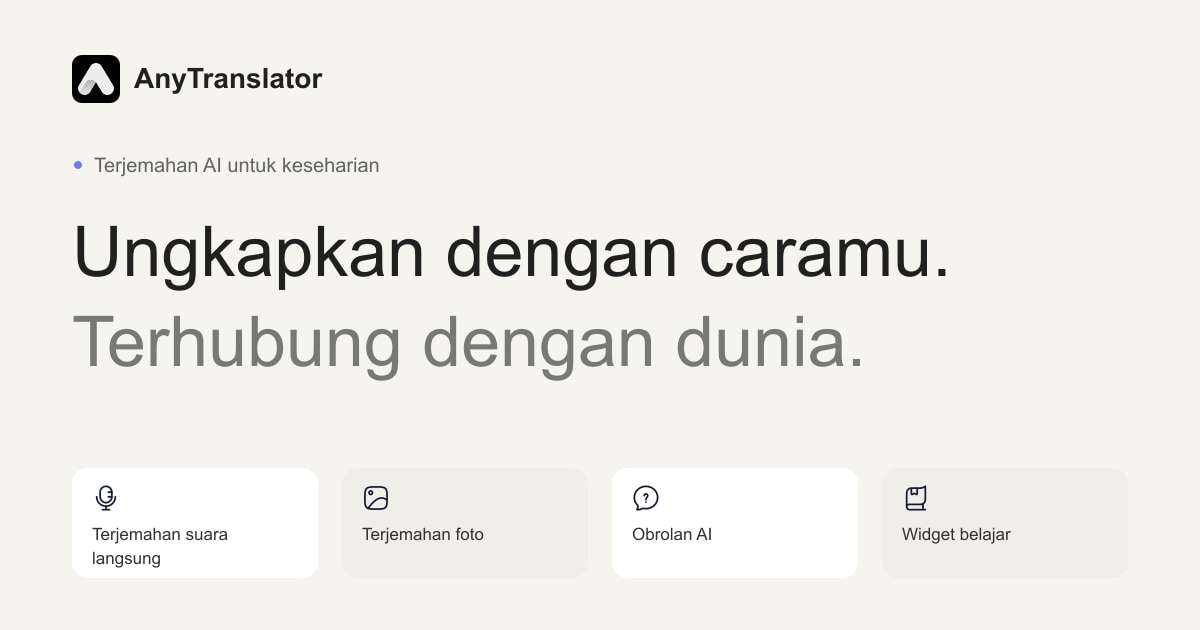 AnyTranslator
Terjemahan AI untuk keseharian
Ungkapkan dengan caramu.
Terhubung dengan dunia.
Terjemahan suara
langsung
Terjemahan foto
Obrolan AI
Widget belajar